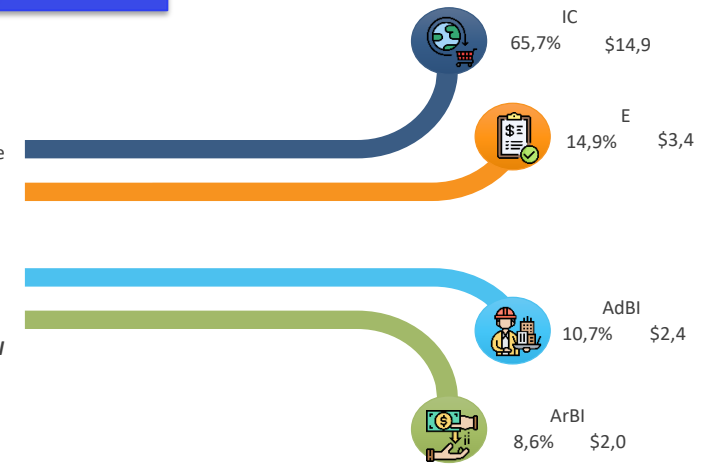 IC
65,7% $14,9
E
14,9% $3,4
e
AdBI
10,7% $2,4
I
ArBI
8,6% $2,0